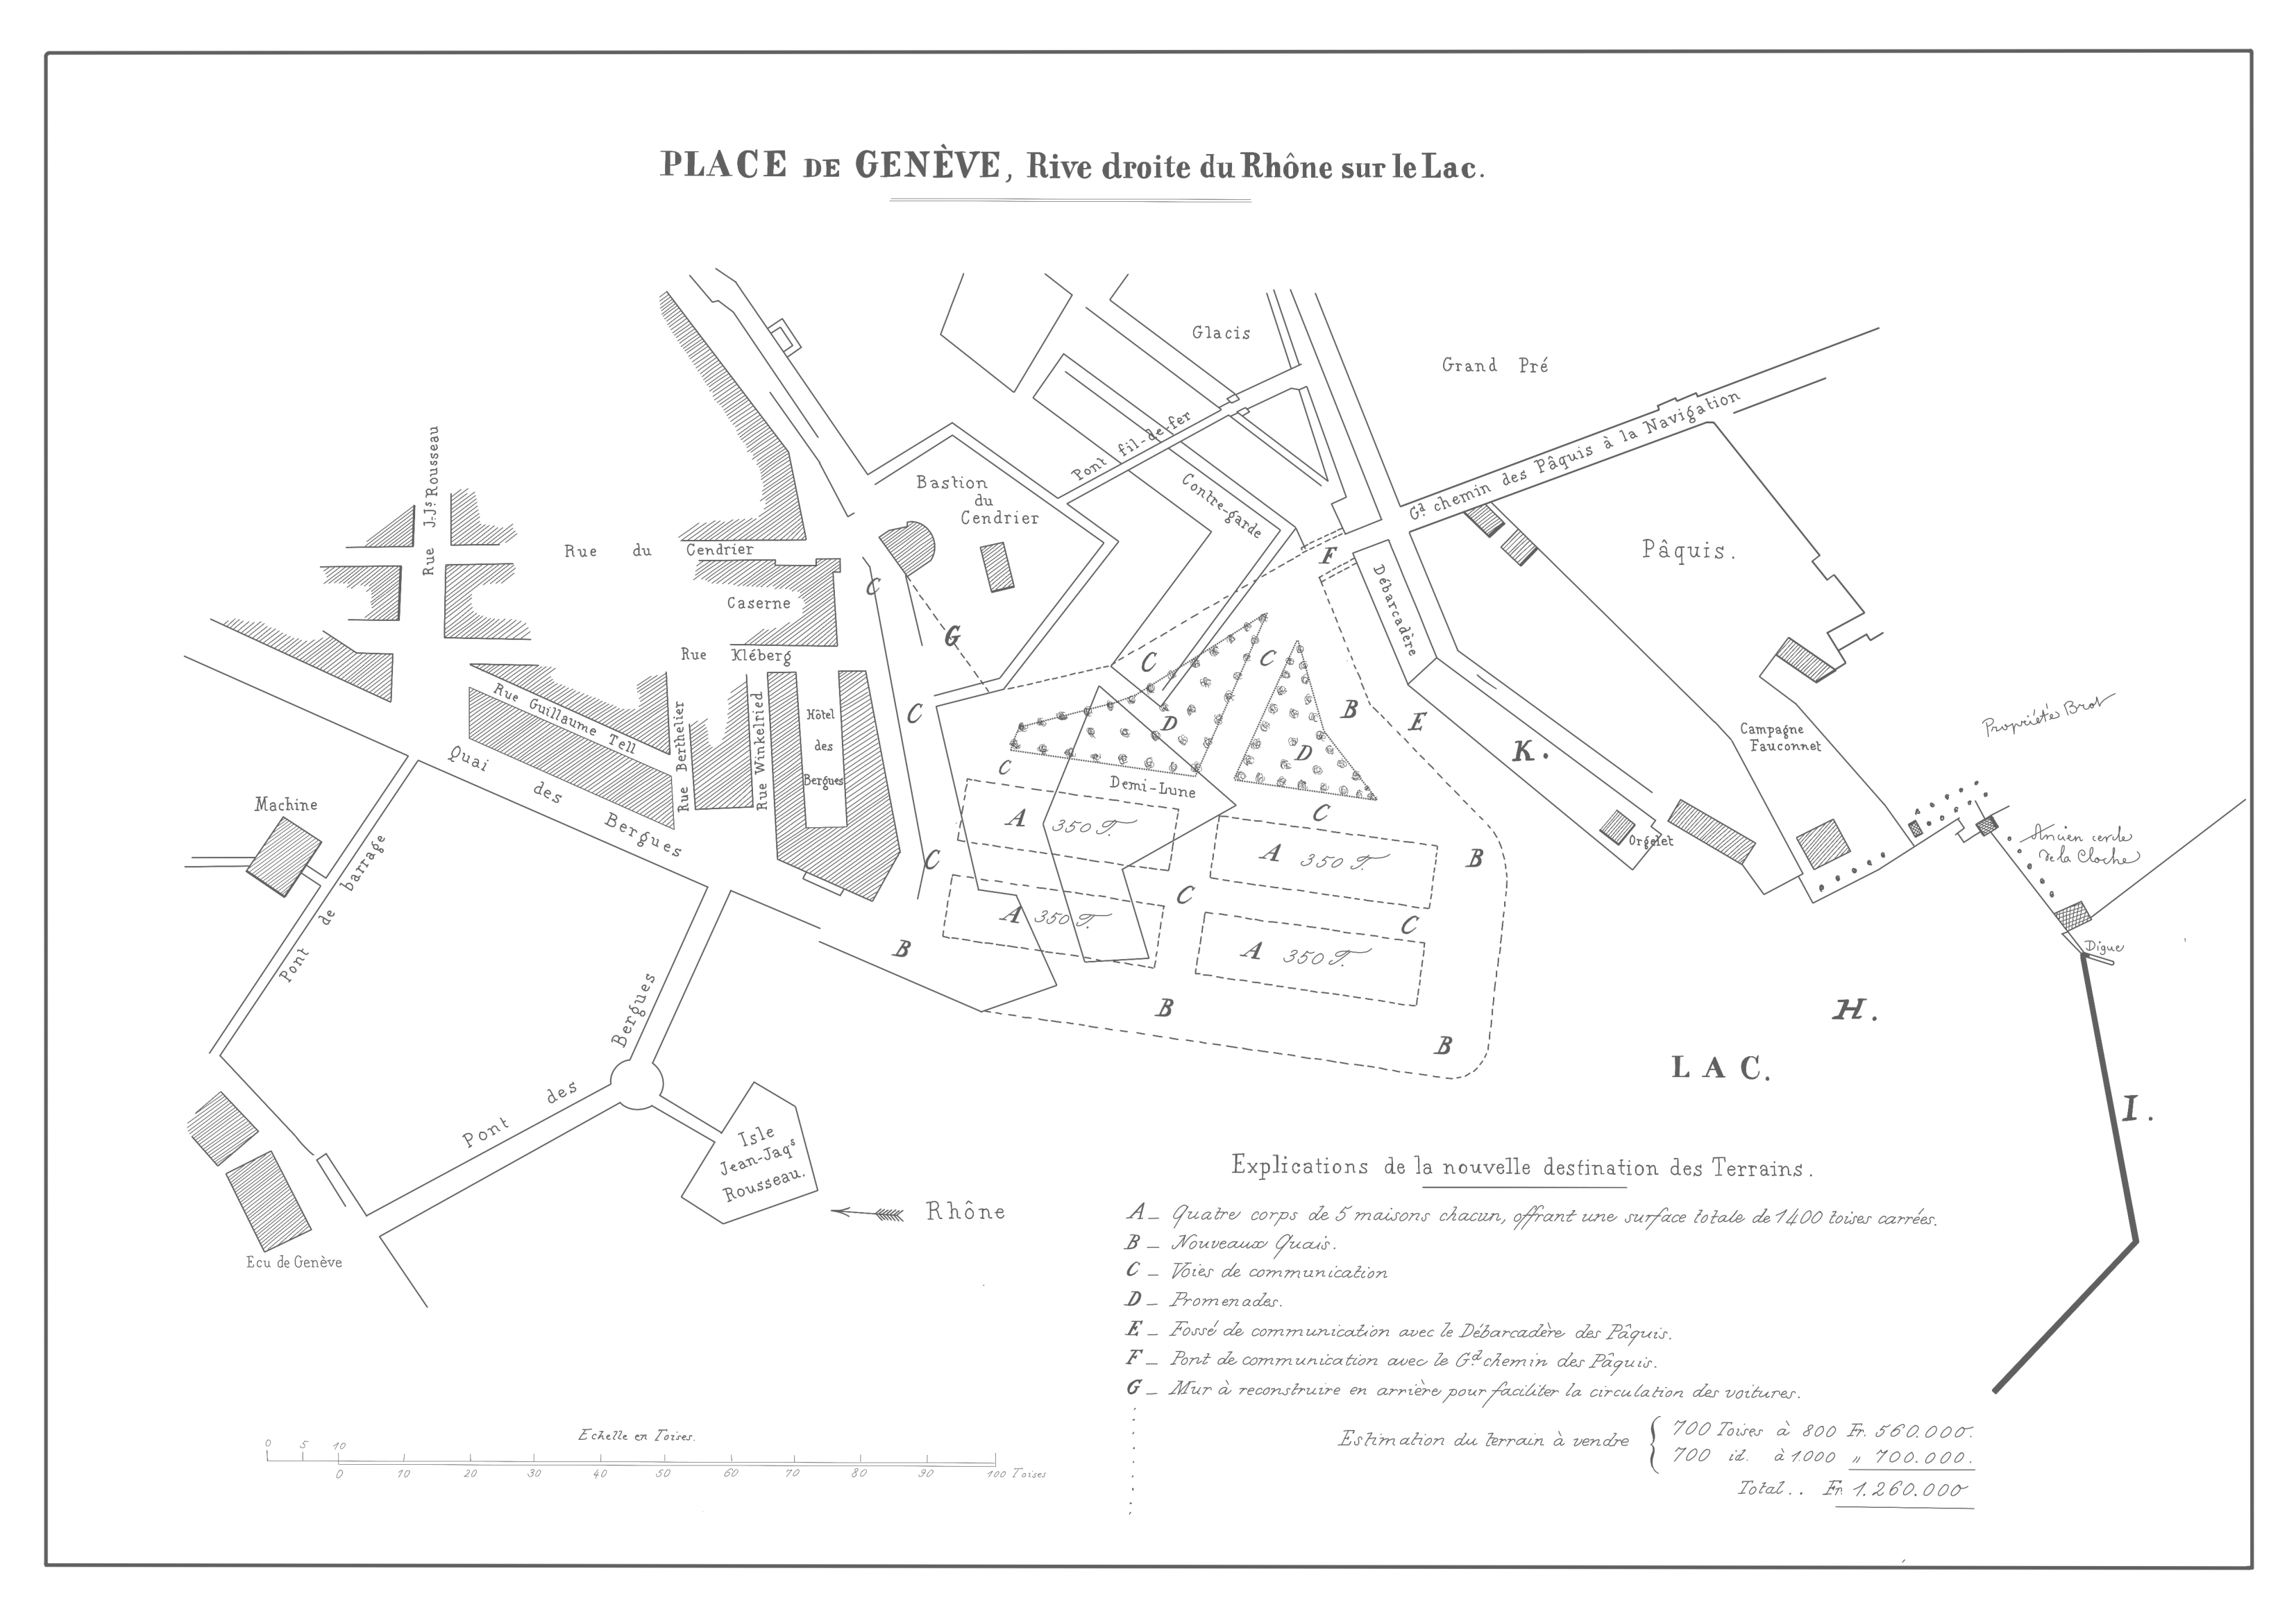 PLACE DE GENÈVE, Rive droite du Rhône sur le Lac.
Glacis
Grand Pré
Pont fil-de-fer
Gd chemin des Pâquis à la Navigation
Rue J-Jqs Rousseau
Bastion
du
Cendrier
Contre-garde
Rue du Cendrier
Pâquis.
F
Débarcadère
C
Caserne
G
Rue Kléberg
C
C
Rue Guillaume Tell
Rue Berthelier
Rue Winkelried
Hôtel
des
Bergues
C
D
B
E
Propriétés Brot
Campagne
Fauconnet
K.
D
Quai des Bergues
C
Demi-Lune
Machine
A 350 T.
C
Orgelet
Ancien cercle
de la Cloche
Pont de barrage
C
A 350 T.
B
C
A 350 T.
C
B
A 350 T.
Digue
B
H.
B
LAC.
I.
Pont des Bergues
Isle
Jean-Jaqs
Rousseau.
Rhône
Ecu de Genève
Explications de la nouvelle destination des Terrains.
A _ Quatre corps de 5 maisons chacun, offrant une surface totale de 1400 toises carrées.
B _ Nouveaux Quais.
C _ Voies de communication
D _ Promenades.
E _ Fossé de communication avec le Débarcadère des Pâquis.
F _ Pont de communication avec le Gd chemin des Pâquis.
G _ Mur à reconstruire en arrière pour faciliter la circulation des voitures.
Estimation du terrain à vendre { 700 Toises à 800 Fr. 560.000.
700 id. à 1.000 „ 700.000.
Total.. Fr. 1.260.000
Echelle en Toises.
0 5 10
0 10 20 30 40 50 60 70 80 90 100 Toises